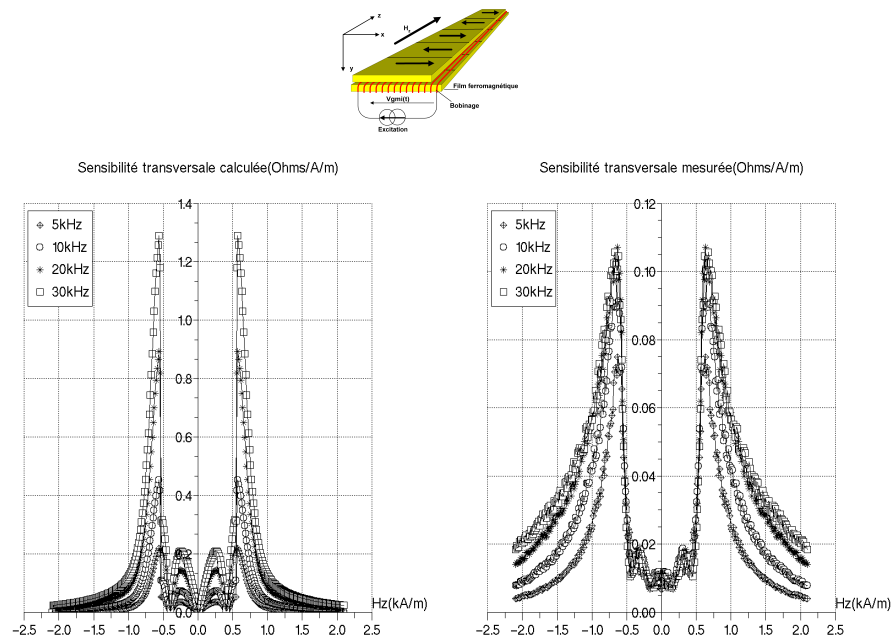 z
x
y
Hz
Film ferromagnétique
Vgmi(t)
Bobinage
Excitation
Sensibilité transversale calculée(Ohms/A/m)
1.4
1.2
1.0
0.8
0.6
0.4
0.2
0.0
5kHz
10kHz
20kHz
30kHz
Hz(kA/m)
−2.5 −2.0 −1.5 −1.0 −0.5 0.0 0.5 1.0 1.5 2.0 2.5
Sensibilité transversale mesurée(Ohms/A/m)
0.12
0.10
0.08
0.06
0.04
0.02
0.00
5kHz
10kHz
20kHz
30kHz
Hz(kA/m)
−2.5 −2.0 −1.5 −1.0 −0.5 0.0 0.5 1.0 1.5 2.0 2.5